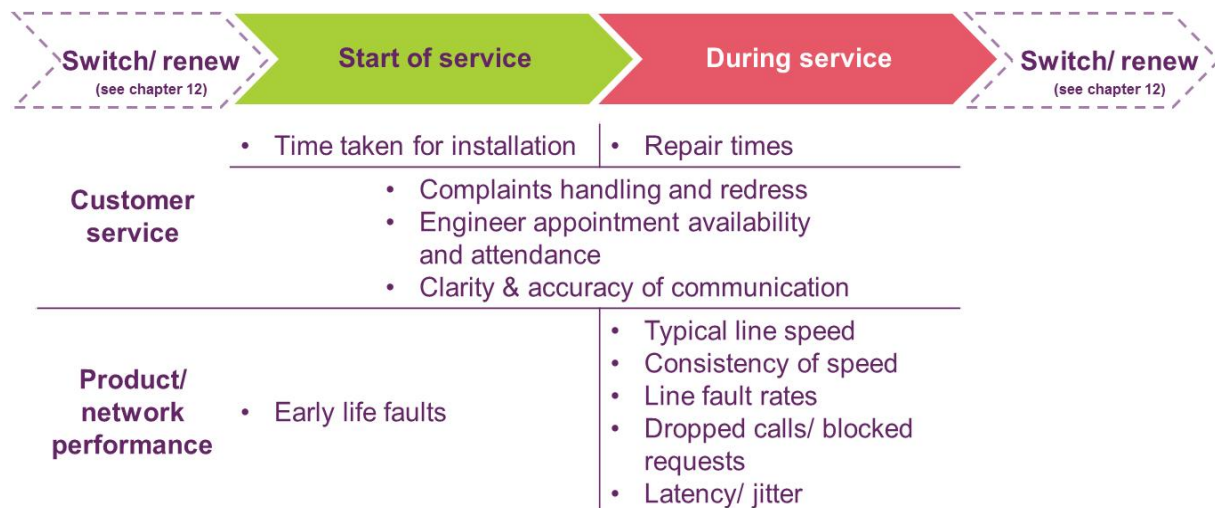 Switch/ renew
(see chapter 12)
Start of service
During service
Switch/ renew
(see chapter 12)
• Time taken for installation
• Repair times
Customer
service
• Complaints handling and redress
• Engineer appointment availability
and attendance
• Clarity & accuracy of communication
Product/
network
performance
• Early life faults
• Typical line speed
• Consistency of speed
• Line fault rates
• Dropped calls/ blocked
requests
• Latency/ jitter